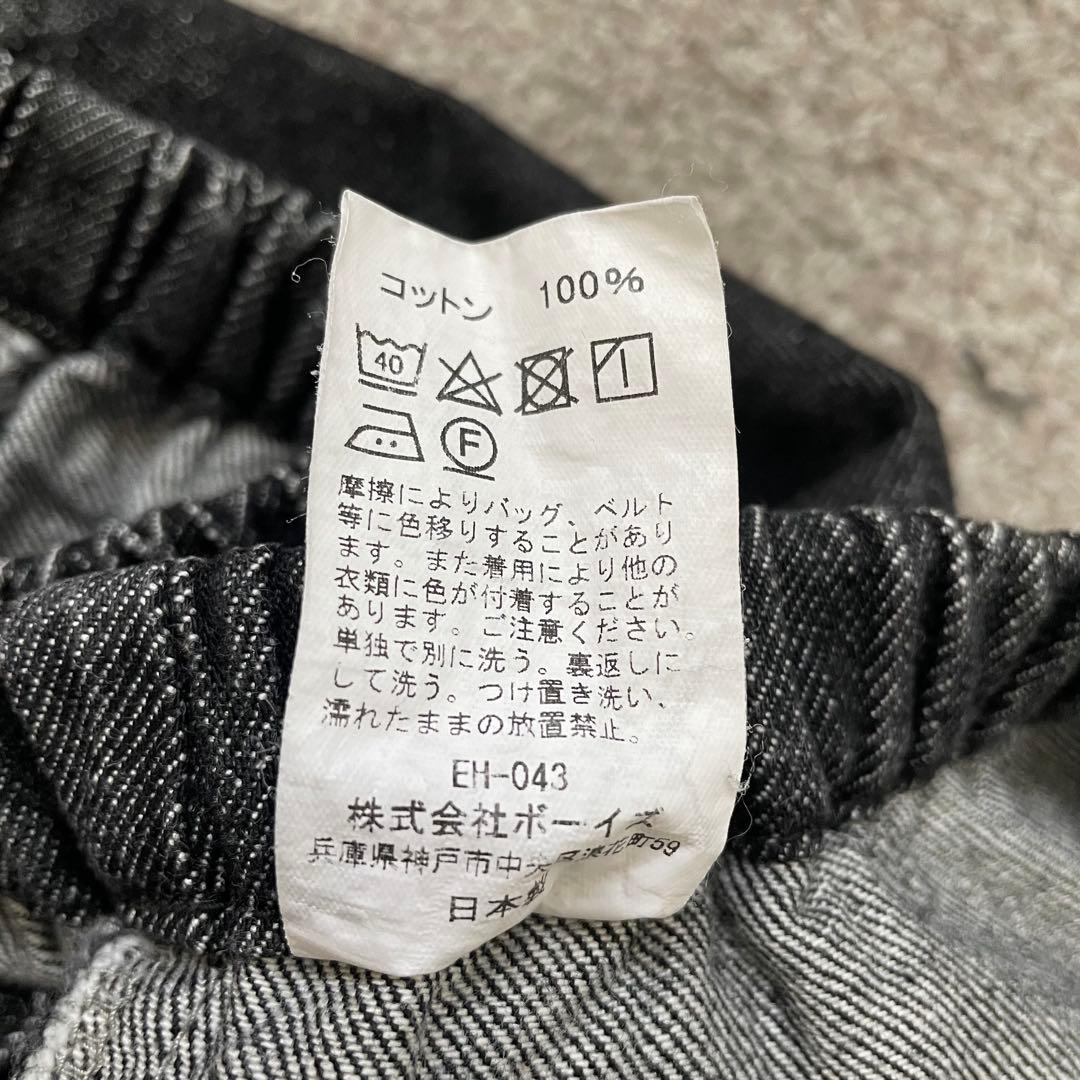 コットン 100%
40
F
摩擦によりバッグ、ベルト
等に色移りすることがあり
ます。また着用により他の
衣類に色が付着することが
あります。ご注意ください。
単独で別に洗う。裏返しに
して洗う。つけ置き洗い、
濡れたままの放置禁止。
EH-043
株式会社ボーイズ
兵庫県神戸市中央区浪花町59
日本製